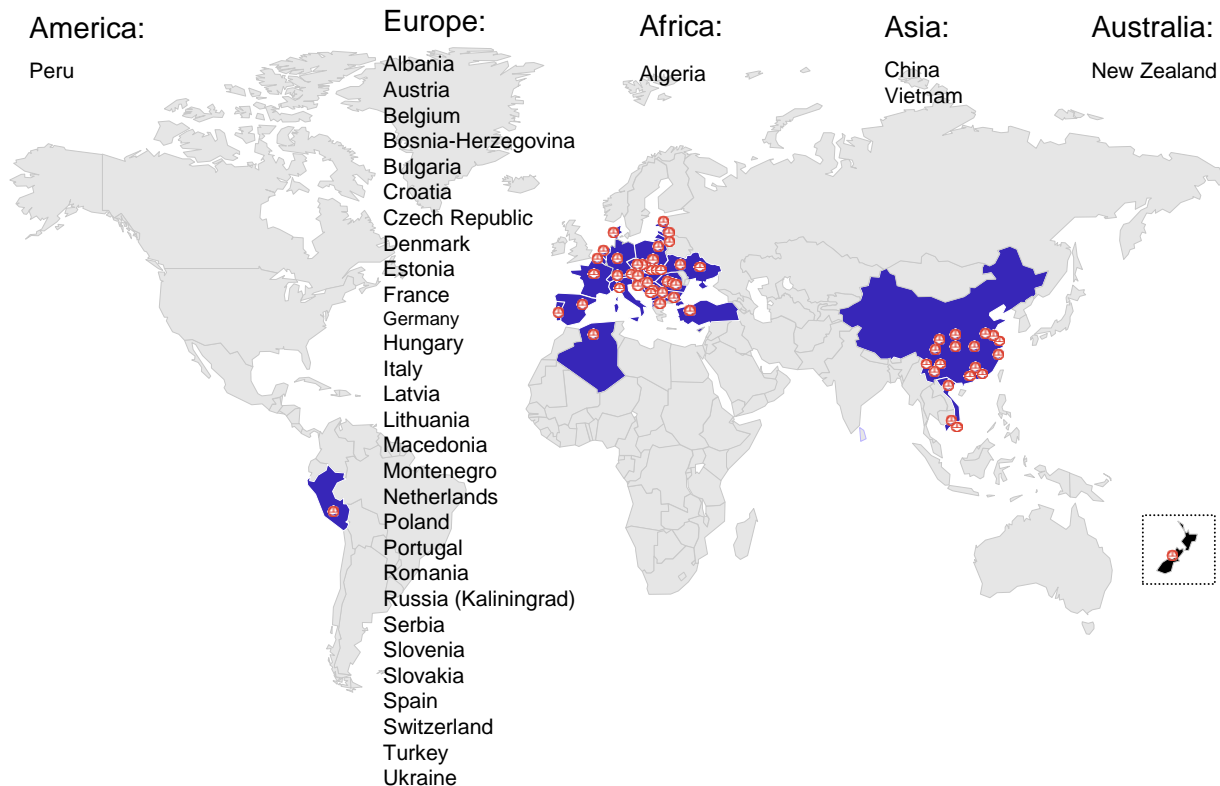 America:
Peru
Europe:
Albania
Austria
Belgium
Bosnia-Herzegovina
Bulgaria
Croatia
Czech Republic
Denmark
Estonia
France
Germany
Hungary
Italy
Latvia
Lithuania
Macedonia
Montenegro
Netherlands
Poland
Portugal
Romania
Russia (Kaliningrad)
Serbia
Slovenia
Slovakia
Spain
Switzerland
Turkey
Ukraine
Africa:
Algeria
Asia:
China
Vietnam
Australia:
New Zealand